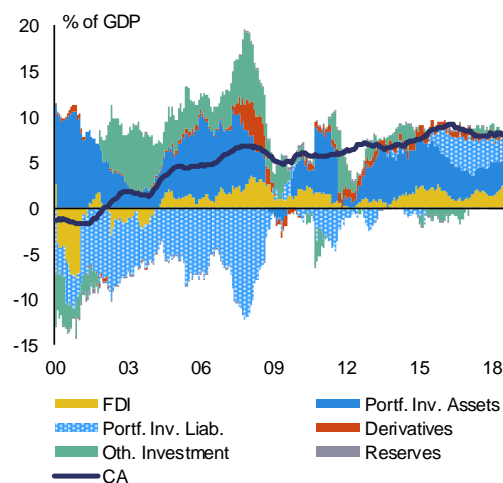 % of GDP
20
15
10
5
0
-5
-10
-15
00 03 06 09 12 15 18
FDI Portf. Inv. Assets
Portf. Inv. Liab. Derivatives
Oth. Investment Reserves
CA